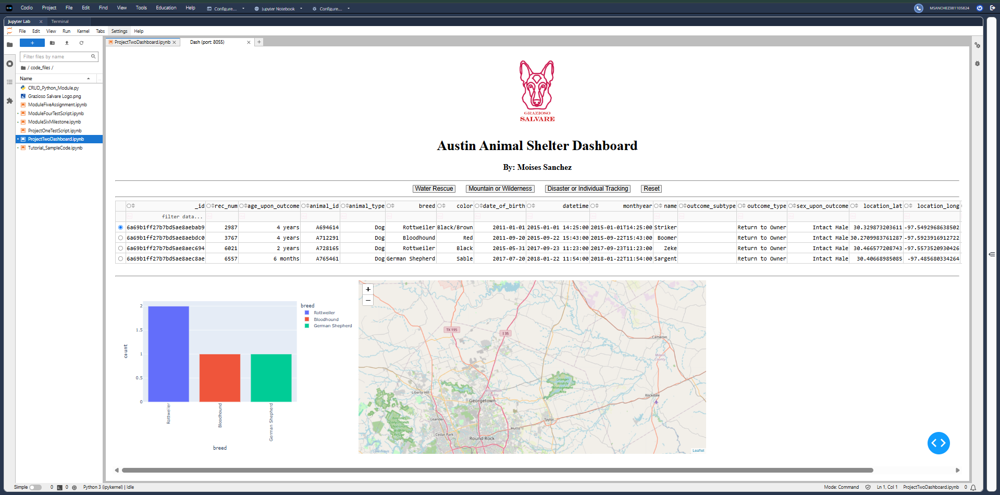 Codio Project File Edit Find View Tools Education Help Configure.... Jupyter Notebook Configure.... MSANCHEZ381105824
Jupyter Lab Terminal
File Edit View Run Kernel Tabs Settings Help
ProjectTwoDashboard.ipynb Dash (port: 8055)
Filter files by name
/ code_files /
Name
CRUD_Python_Module.py
Grazioso Salvare Logo.png
ModuleFiveAssignment.ipynb
ModuleFourTestScript.ipynb
ModuleSixMilestone.ipynb
ProjectOneTestScript.ipynb
ProjectTwoDashboard.ipynb
Tutorial_SampleCode.ipynb
GRAZIOSO
SALVARE
Austin Animal Shelter Dashboard
By: Moises Sanchez
Water Rescue Mountain or Wilderness Disaster or Individual Tracking Reset
_id rec_num age_upon_outcome animal_id animal_type breed color date_of_birth datetime monthyear name outcome_subtype outcome_type sex_upon_outcome location_lat location_long
filter data...
6a69b1ff27b7bd5ae8aebab9 2987 4 years A694614 Dog Rottweiler Black/Brown 2011-01-01 2015-01-01 14:25:00 2015-01-01T14:25:00 Striker Return to Owner Intact Male 30.329873203611 -97.5492968638502
6a69b1ff27b7bd5ae8aebdc0 3767 4 years A712291 Dog Bloodhound Red 2011-09-20 2015-09-22 15:43:00 2015-09-22T15:43:00 Boomer Return to Owner Intact Male 30.2709983761287 -97.5923916912722
6a69b1ff27b7bd5ae8aec694 6021 2 years A728165 Dog Rottweiler Black 2015-05-31 2017-09-23 11:23:00 2017-09-23T11:23:00 Zeke Return to Owner Intact Male 30.466577208743 -97.5573520930426
6a69b1ff27b7bd5ae8aec8ae 6557 6 months A765461 Dog German Shepherd Sable 2017-07-20 2018-01-22 11:54:00 2018-01-22T11:54:00 Sargent Return to Owner Intact Male 30.40668985085 -97.485680334264
2
1.5
1
0.5
0
count
Rottweiler
Bloodhound
German Shepherd
breed
breed
Rottweiler
Bloodhound
German Shepherd
+
−
TX 195
I 35
Cameron
Milam
County
Granger
Wildlife
Management
Area
Liberty Hill
Williamson
County
Georgetown
Rockdale
Balcones
Canyonlands
National
Wildlife
Refuge
Leander
Taylor
Hutto
Cedar Park
Round Rock
Lake Travis
Leaflet
Simple 0 0 Python 3 (ipykernel) | Idle Mode: Command Ln 1, Col 1 ProjectTwoDashboard.ipynb 0